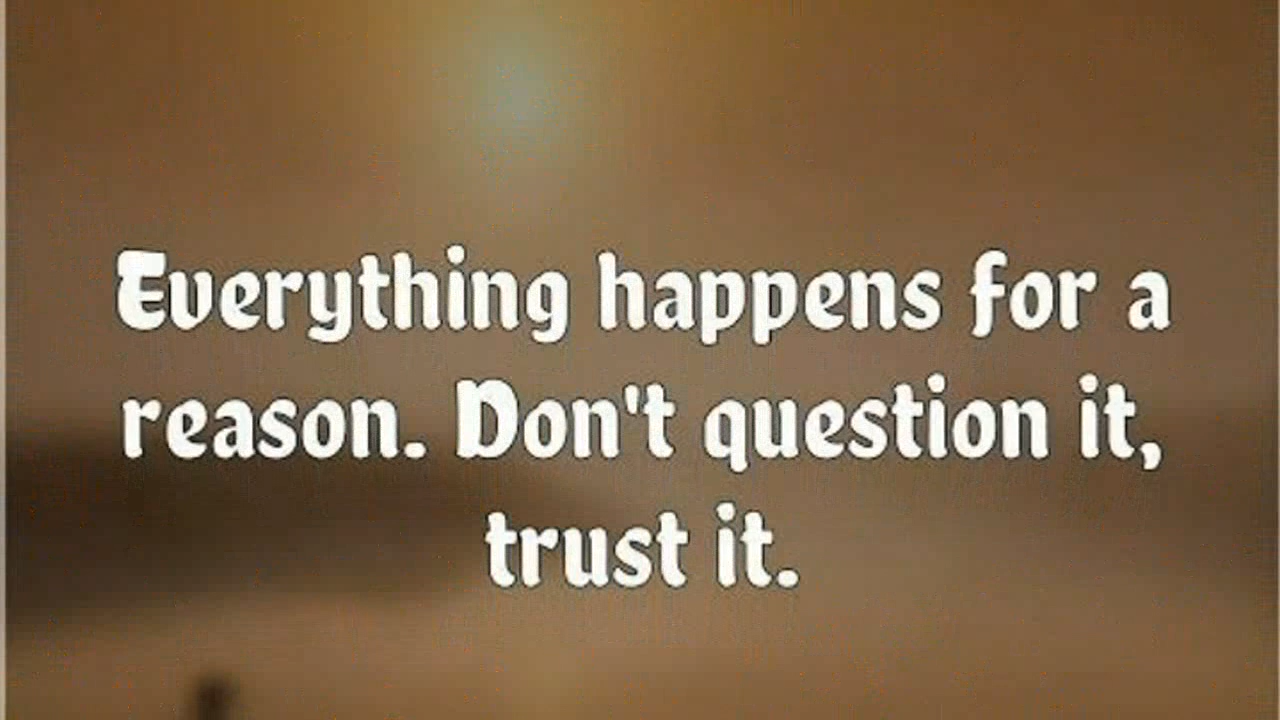 Everything happens for a
reason. Don't question it,
trust it.